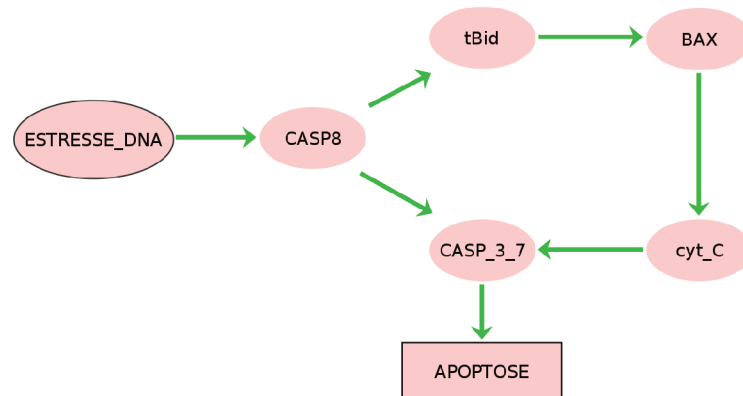 tBid
BAX
ESTRESSE_DNA
CASP8
CASP_3_7
cyt_C
APOPTOSE